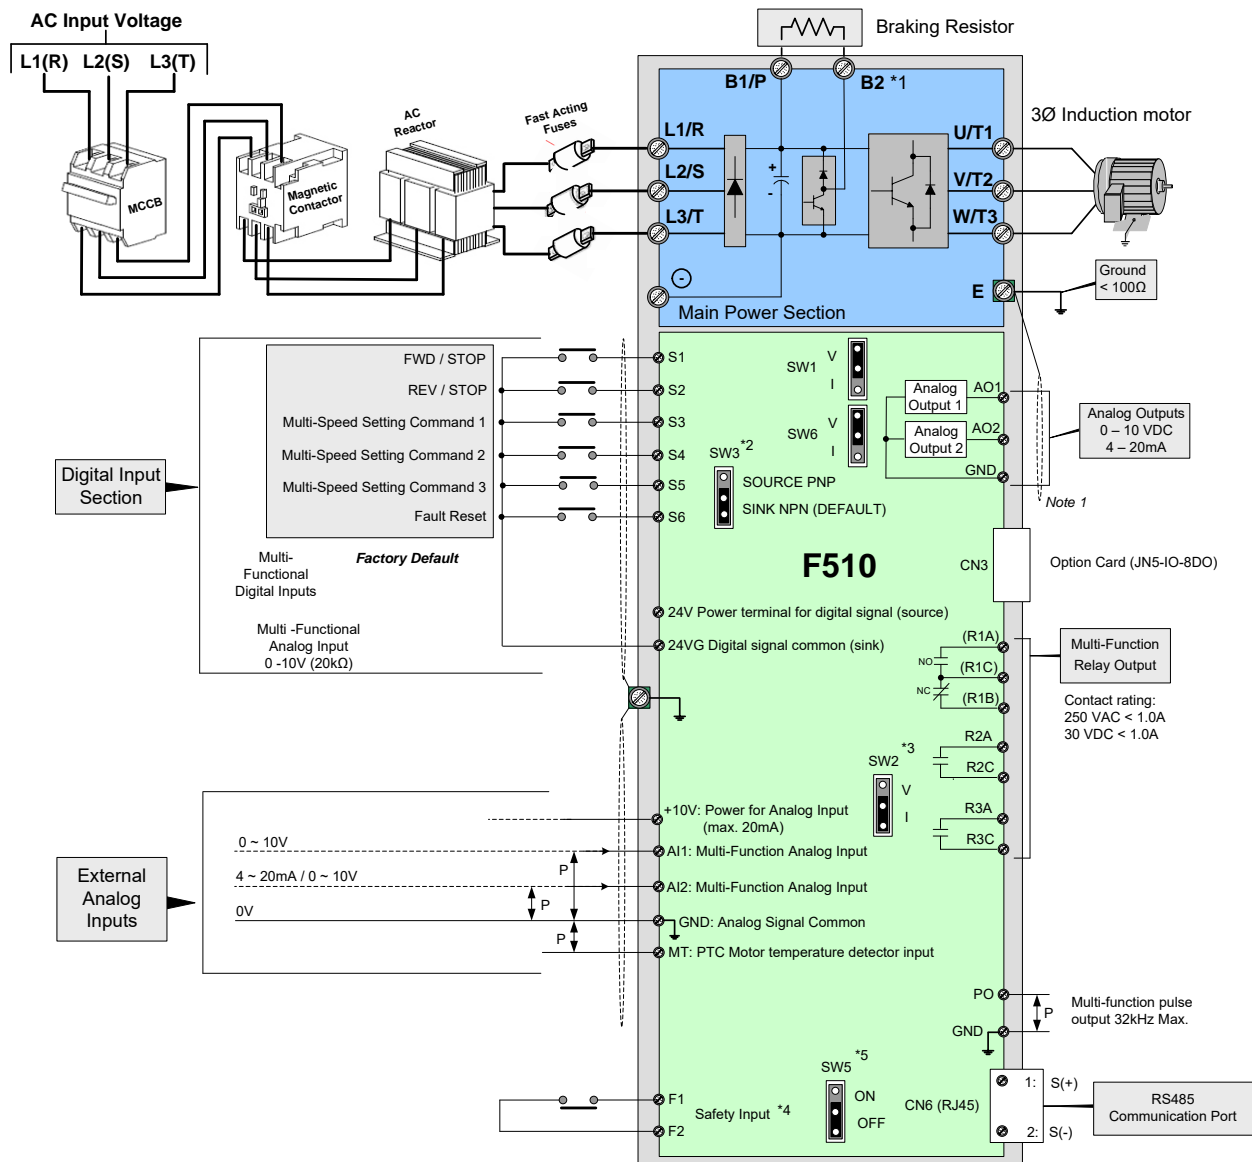 AC Input Voltage
L1(R) L2(S) L3(T)
MCCB
Magnetic
Contactor
AC
Reactor
Fast Acting
Fuses
Braking Resistor
B1/P
B2 *1
L1/R
L2/S
L3/T
+
-
-
Main Power Section
U/T1
V/T2
W/T3
E
3Ø Induction motor
Ground
< 100Ω
Digital Input
Section
FWD / STOP
REV / STOP
Multi-Speed Setting Command 1
Multi-Speed Setting Command 2
Multi-Speed Setting Command 3
Fault Reset
Multi-
Functional
Digital Inputs
Factory Default
Multi -Functional
Analog Input
0 -10V (20kΩ)
S1
S2
S3
S4
S5
S6
SW1
V
I
SW6
V
I
SW3 *2
SOURCE PNP
SINK NPN (DEFAULT)
Analog
Output 1
AO1
Analog
Output 2
AO2
GND
Analog Outputs
0 – 10 VDC
4 – 20mA
Note 1
F510
CN3
Option Card (JN5-IO-8DO)
24V Power terminal for digital signal (source)
24VG Digital signal common (sink)
(R1A)
NO
(R1C)
NC
(R1B)
R2A
R2C
R3A
R3C
Multi-Function
Relay Output
Contact rating:
250 VAC < 1.0A
30 VDC < 1.0A
SW2 *3
V
I
External
Analog
Inputs
0 ~ 10V
4 ~ 20mA / 0 ~ 10V
0V
P
P
P
+10V: Power for Analog Input
(max. 20mA)
AI1: Multi-Function Analog Input
AI2: Multi-Function Analog Input
GND: Analog Signal Common
MT: PTC Motor temperature detector input
PO
GND
P
Multi-function pulse
output 32kHz Max.
F1
F2
Safety Input *4
SW5 *5
ON
OFF
CN6 (RJ45)
1: S(+)
2: S(-)
RS485
Communication Port